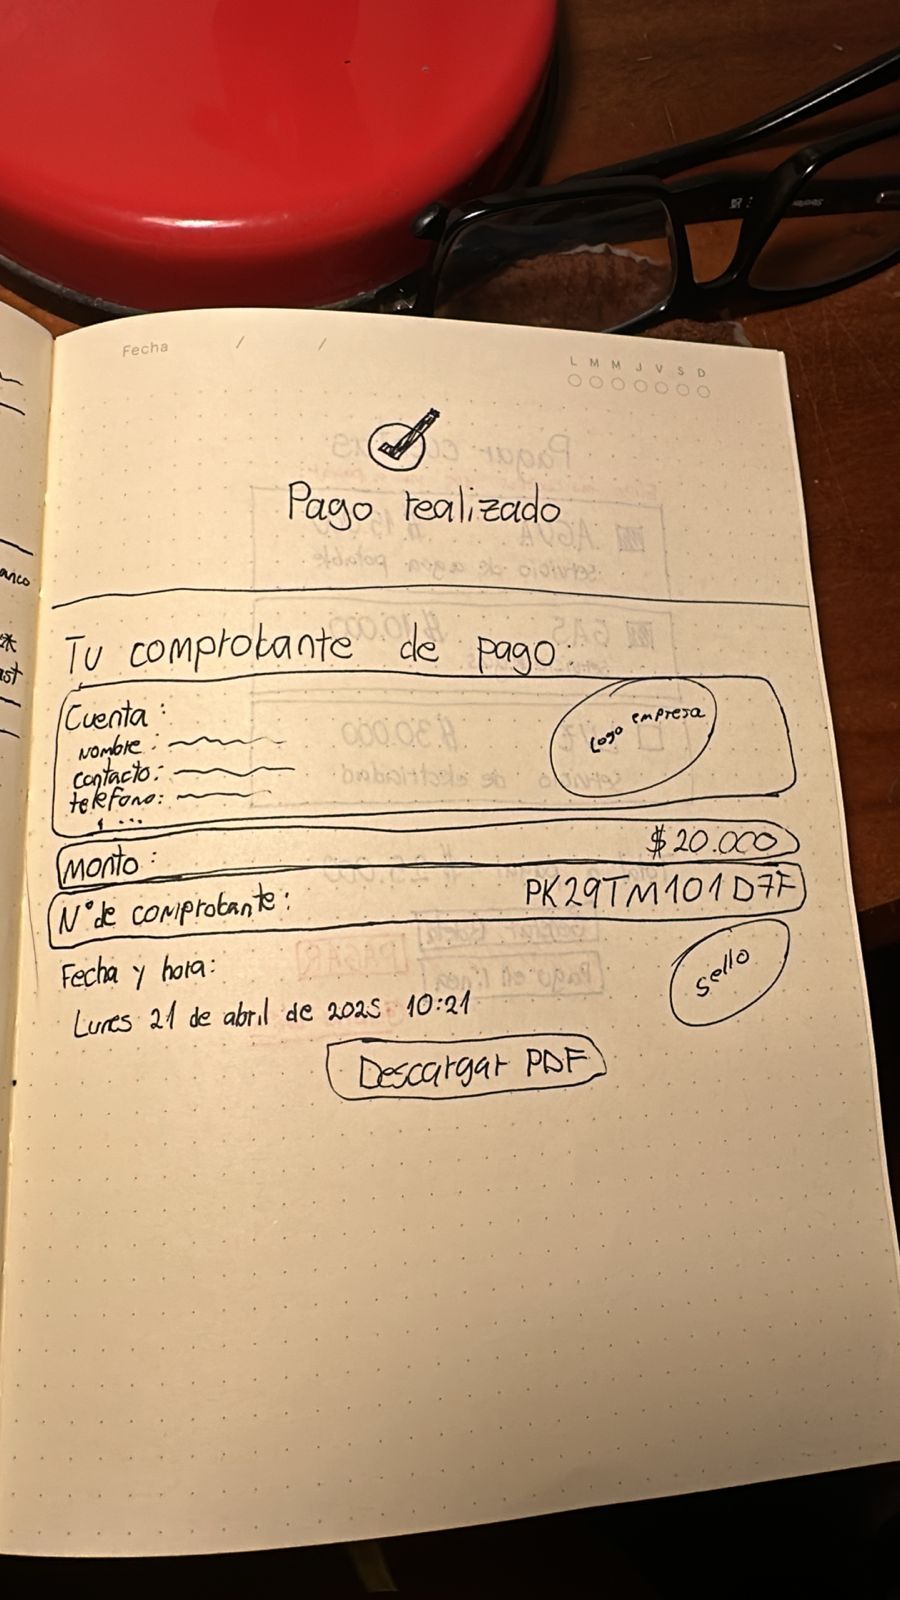 Fecha / /
L M M J V S D
Pago realizado
Tu comprobante de pago.
Cuenta:
Nombre:
contacto:
teléfono:
Logo empresa
Monto: $20.000
N° de comprobante: PK29TM101D7F
Fecha y hora:
Sello
Lunes 21 de abril de 2025 10:21
Descargar PDF